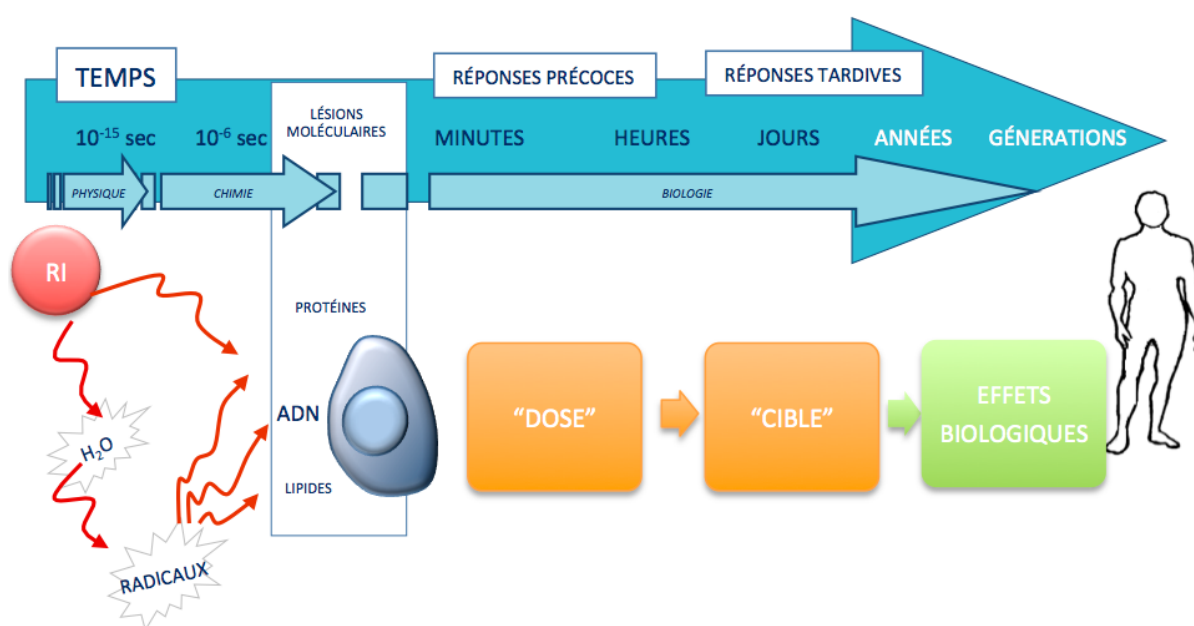 TEMPS
RÉPONSES PRÉCOCES
RÉPONSES TARDIVES
LÉSIONS
MOLÉCULAIRES
10⁻¹⁵ sec
10⁻⁶ sec
MINUTES
HEURES
JOURS
ANNÉES
GÉNERATIONS
PHYSIQUE
CHIMIE
BIOLOGIE
RI
PROTÉINES
ADN
LIPIDES
H₂O
RADICAUX
“DOSE”
“CIBLE”
EFFETS
BIOLOGIQUES